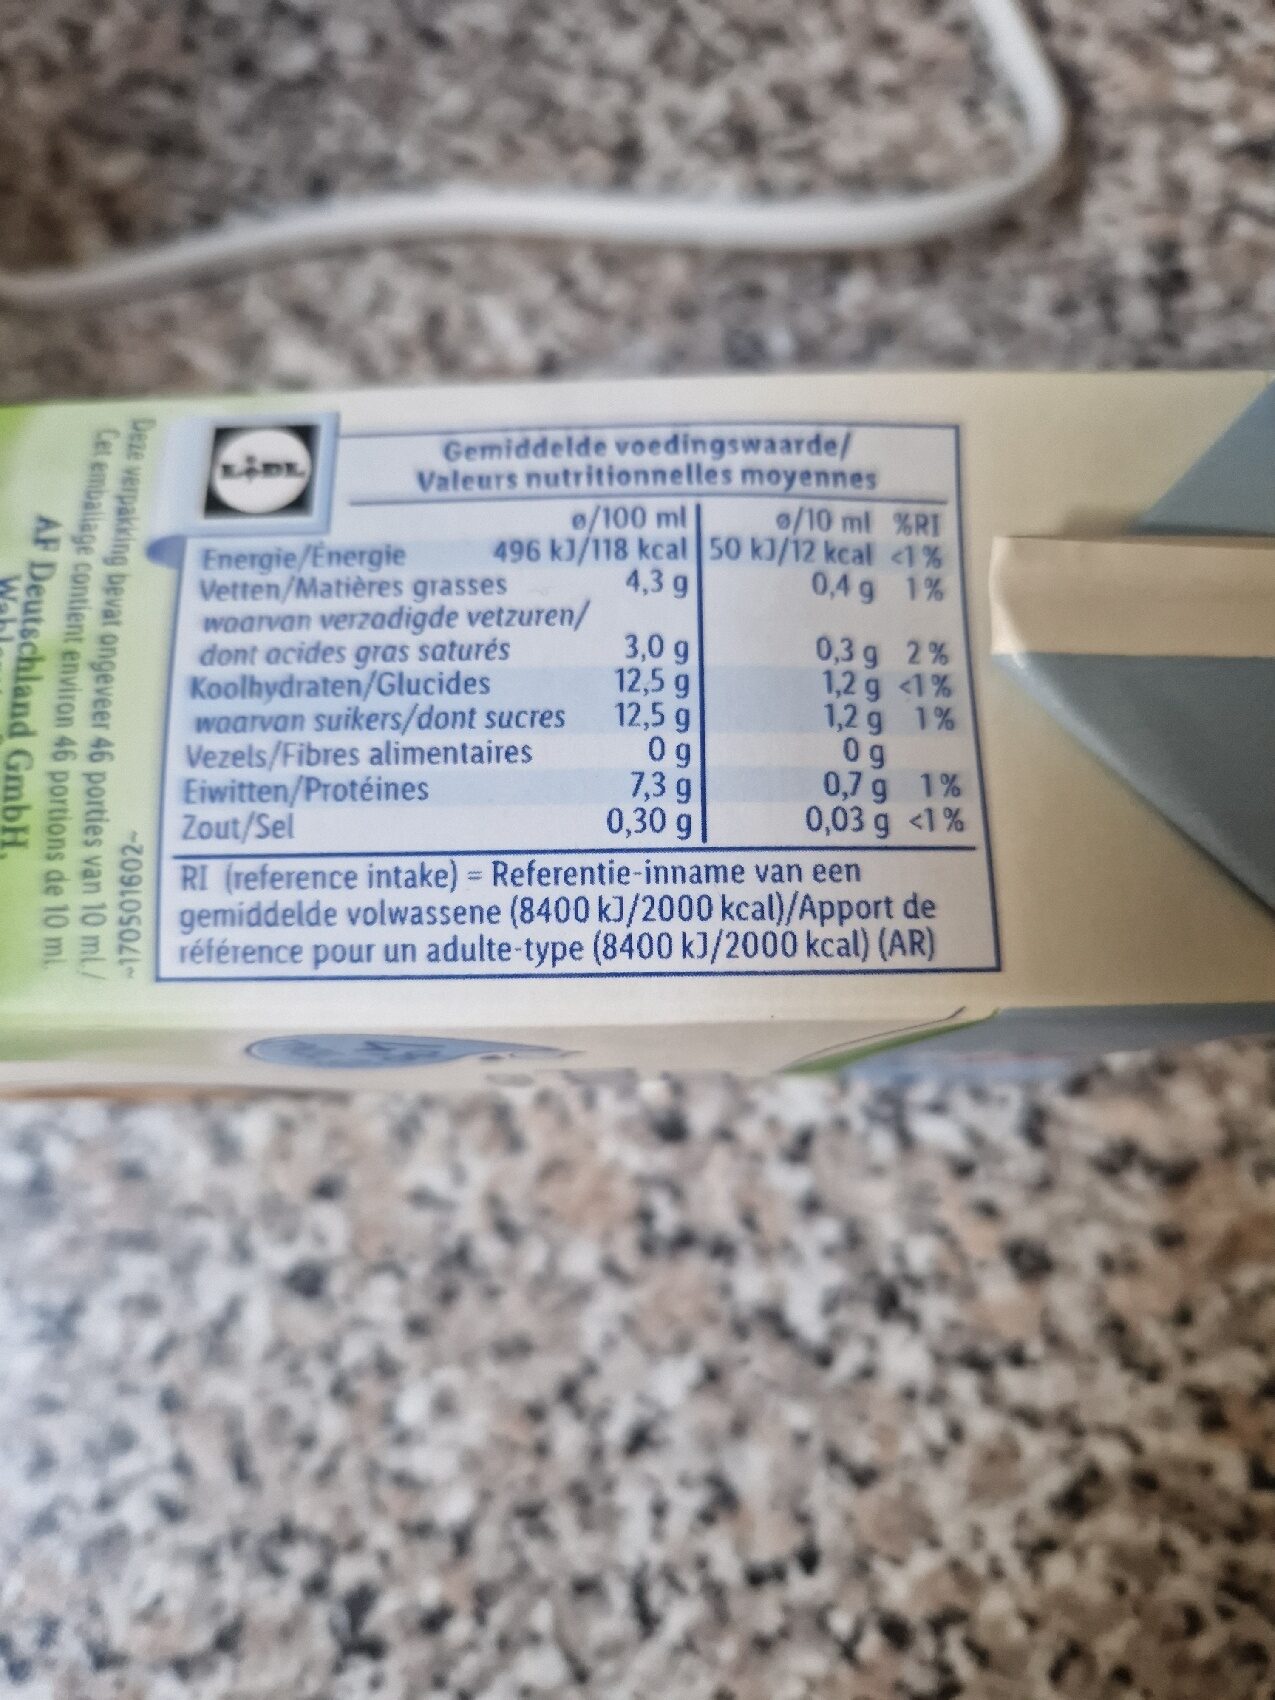 LIDL
Gemiddelde voedingswaarde/
Valeurs nutritionnelles moyennes
ø/100 ml ø/10 ml %RI
Energie/Énergie 496 kJ/118 kcal 50 kJ/12 kcal <1%
Vetten/Matières grasses 4,3 g 0,4 g 1%
waarvan verzadigde vetzuren/
dont acides gras saturés 3,0 g 0,3 g 2%
Koolhydraten/Glucides 12,5 g 1,2 g <1%
waarvan suikers/dont sucres 12,5 g 1,2 g 1%
Vezels/Fibres alimentaires 0 g 0 g
Eiwitten/Protéines 7,3 g 0,7 g 1%
Zout/Sel 0,30 g 0,03 g <1%
RI (reference intake) = Referentie-inname van een
gemiddelde volwassene (8400 kJ/2000 kcal)/Apport de
référence pour un adulte-type (8400 kJ/2000 kcal) (AR)
~2091602~
Deze verpakking bevat ongeveer 46 porties van 10 ml/
Cet emballage contient environ 46 portions de 10 ml.
AF Deutschland GmbH,